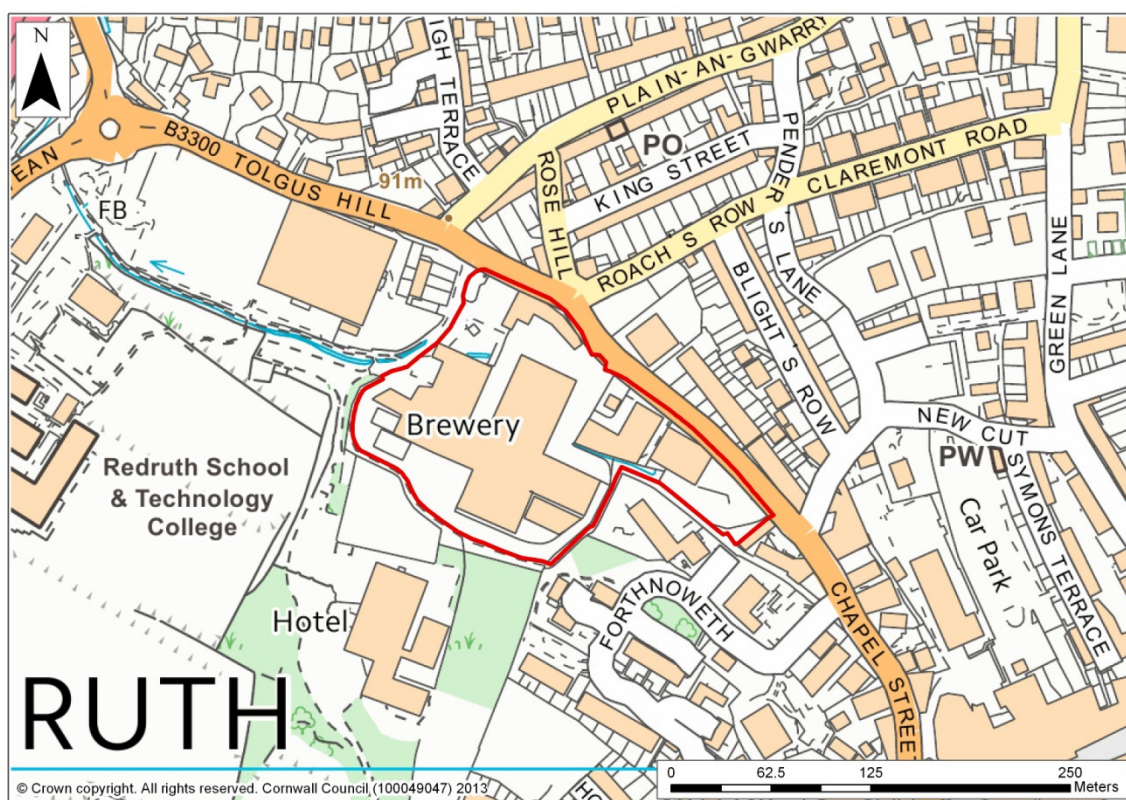 N
IGH TERRACE
PLAIN-AN-GWARRY
PO
KING STREET
PENDER'S LANE
CLAREMONT ROAD
EAN
B3300 TOLGUS HILL
91m
ROSE HILL
ROACH S ROW
FB
BLIGHT'S ROW
GREEN LANE
Brewery
NEW CUT
PW
SYMONS TERRACE
Car Park
Redruth School
& Technology
College
FORTHNOWETH
Hotel
CHAPEL STREE
RUTH
HO
0 62.5 125 250
Meters
© Crown copyright. All rights reserved. Cornwall Council (100049047) 2013